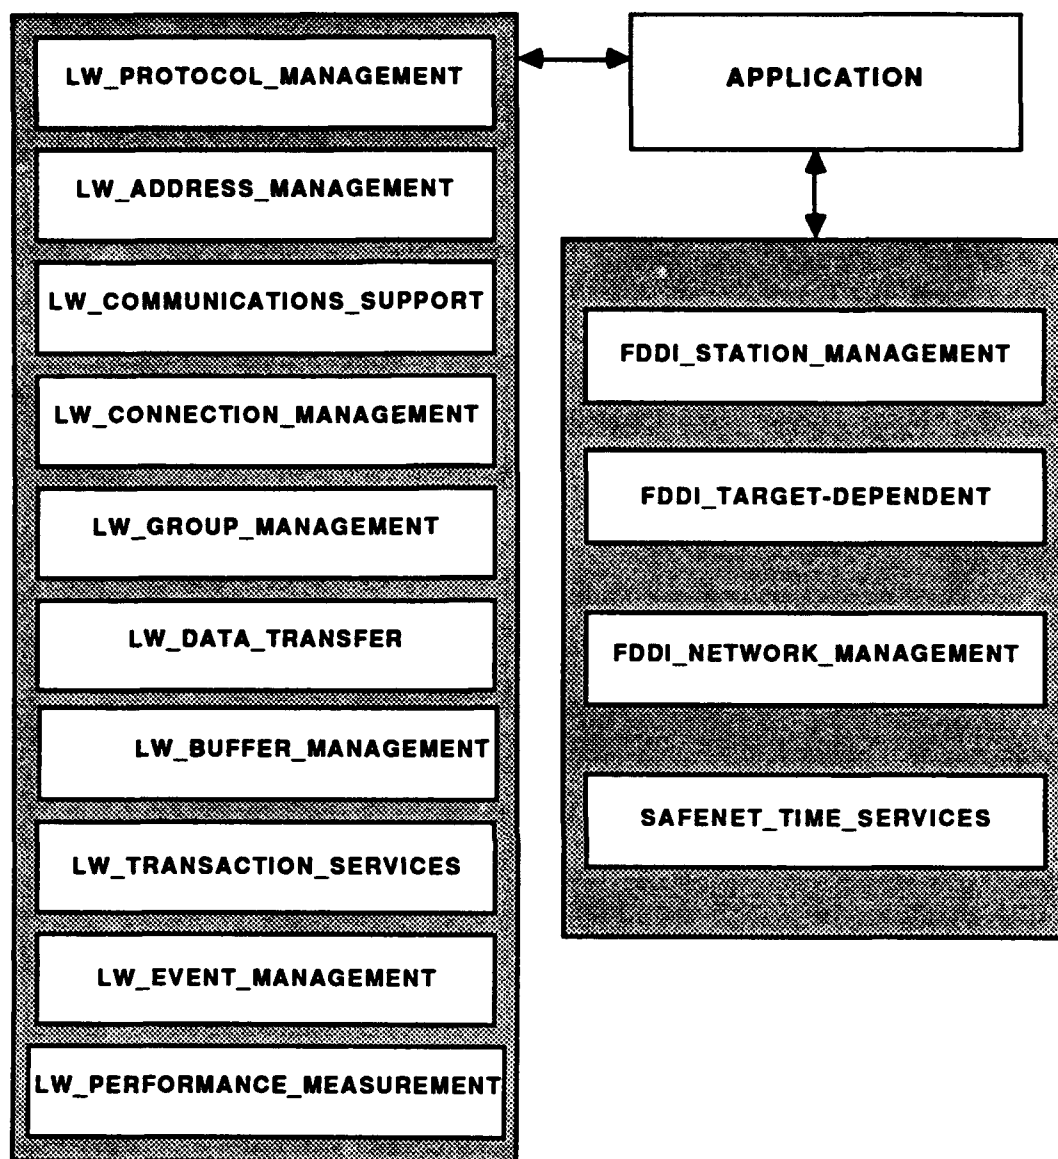 LW_PROTOCOL_MANAGEMENT
LW_ADDRESS_MANAGEMENT
LW_COMMUNICATIONS_SUPPORT
LW_CONNECTION_MANAGEMENT
LW_GROUP_MANAGEMENT
LW_DATA_TRANSFER
LW_BUFFER_MANAGEMENT
LW_TRANSACTION_SERVICES
LW_EVENT_MANAGEMENT
LW_PERFORMANCE_MEASUREMENT
APPLICATION
FDDI_STATION_MANAGEMENT
FDDI_TARGET-DEPENDENT
FDDI_NETWORK_MANAGEMENT
SAFENET_TIME_SERVICES